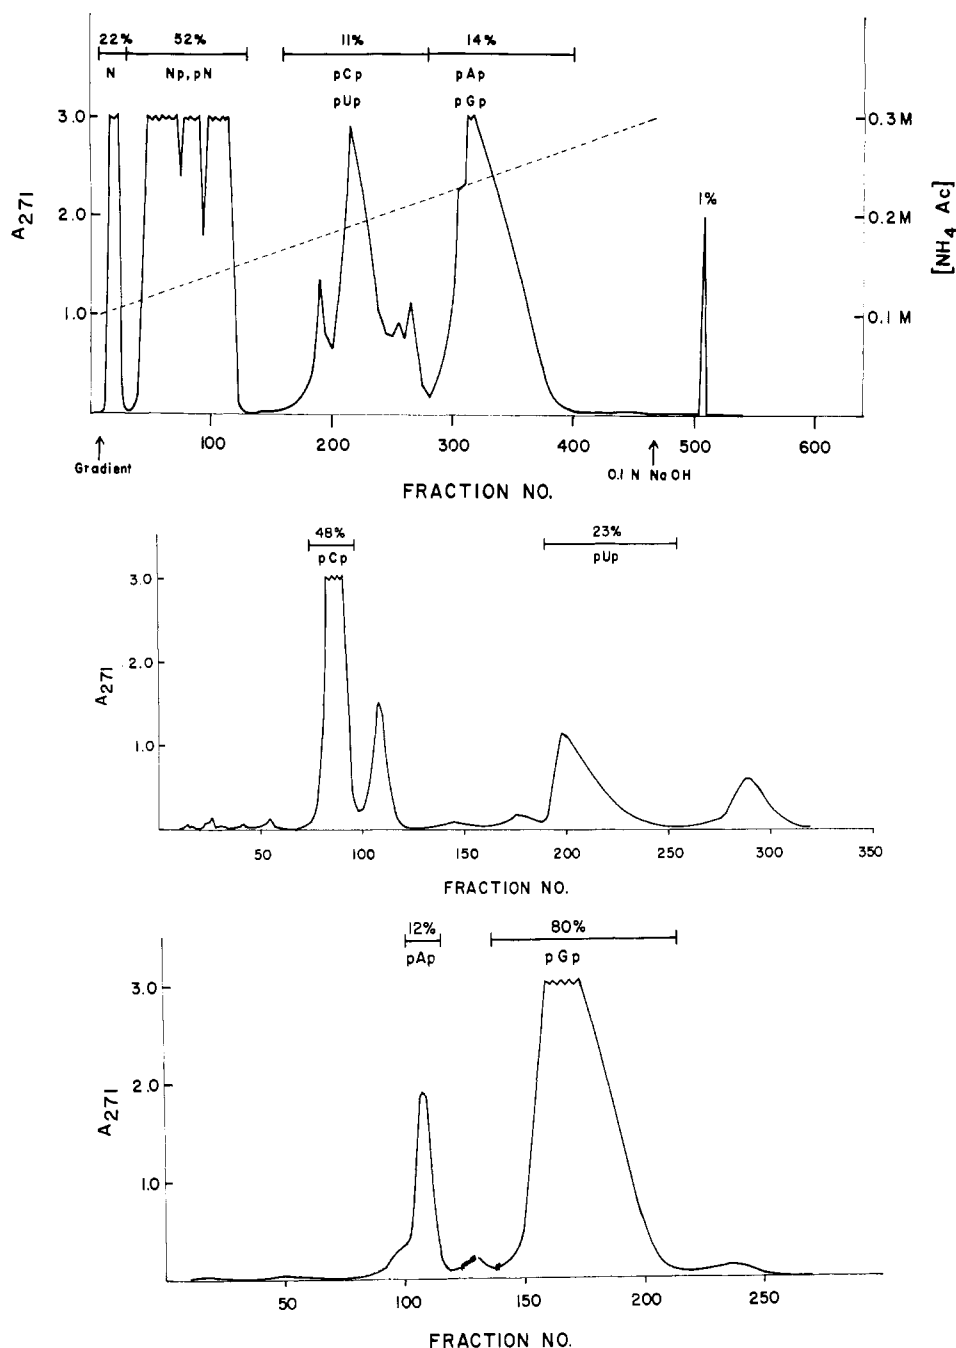 22% 52% 11% 14%
N Np, pN pCp pAp
pUp pGp
3.0 0.3M
1%
2.0 0.2M
1.0 0.1M
A271
[NH4 Ac]
100 200 300 400 500 600
Gradient 0.1 N NaOH
FRACTION NO.
48% 23%
pCp pUp
3.0
2.0
1.0
A271
50 100 150 200 250 300 350
FRACTION NO.
12% 80%
pAp pGp
3.0
2.0
1.0
A271
50 100 150 200 250
FRACTION NO.